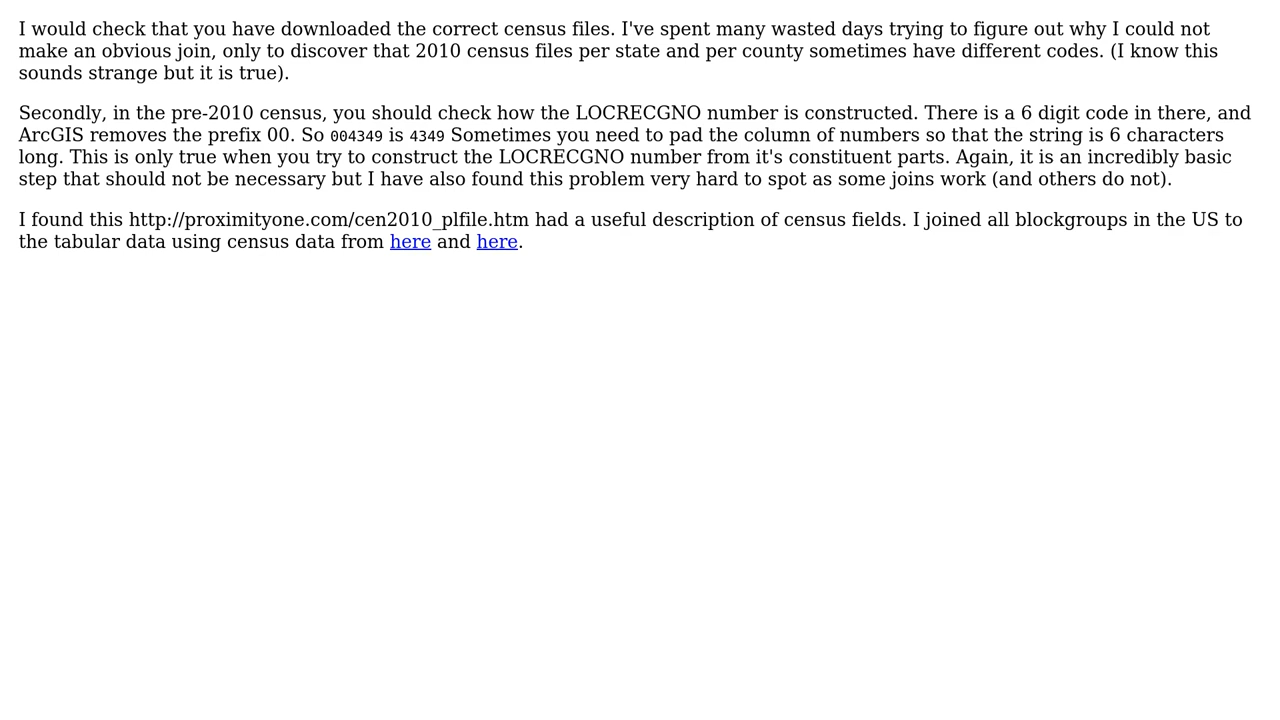 I would check that you have downloaded the correct census files. I've spent many wasted days trying to figure out why I could not
make an obvious join, only to discover that 2010 census files per state and per county sometimes have different codes. (I know this
sounds strange but it is true).
Secondly, in the pre-2010 census, you should check how the LOCRECGNO number is constructed. There is a 6 digit code in there, and
ArcGIS removes the prefix 00. So 004349 is 4349 Sometimes you need to pad the column of numbers so that the string is 6 characters
long. This is only true when you try to construct the LOCRECGNO number from it's constituent parts. Again, it is an incredibly basic
step that should not be necessary but I have also found this problem very hard to spot as some joins work (and others do not).
I found this http://proximityone.com/cen2010_plfile.htm had a useful description of census fields. I joined all blockgroups in the US to
the tabular data using census data from here and here.